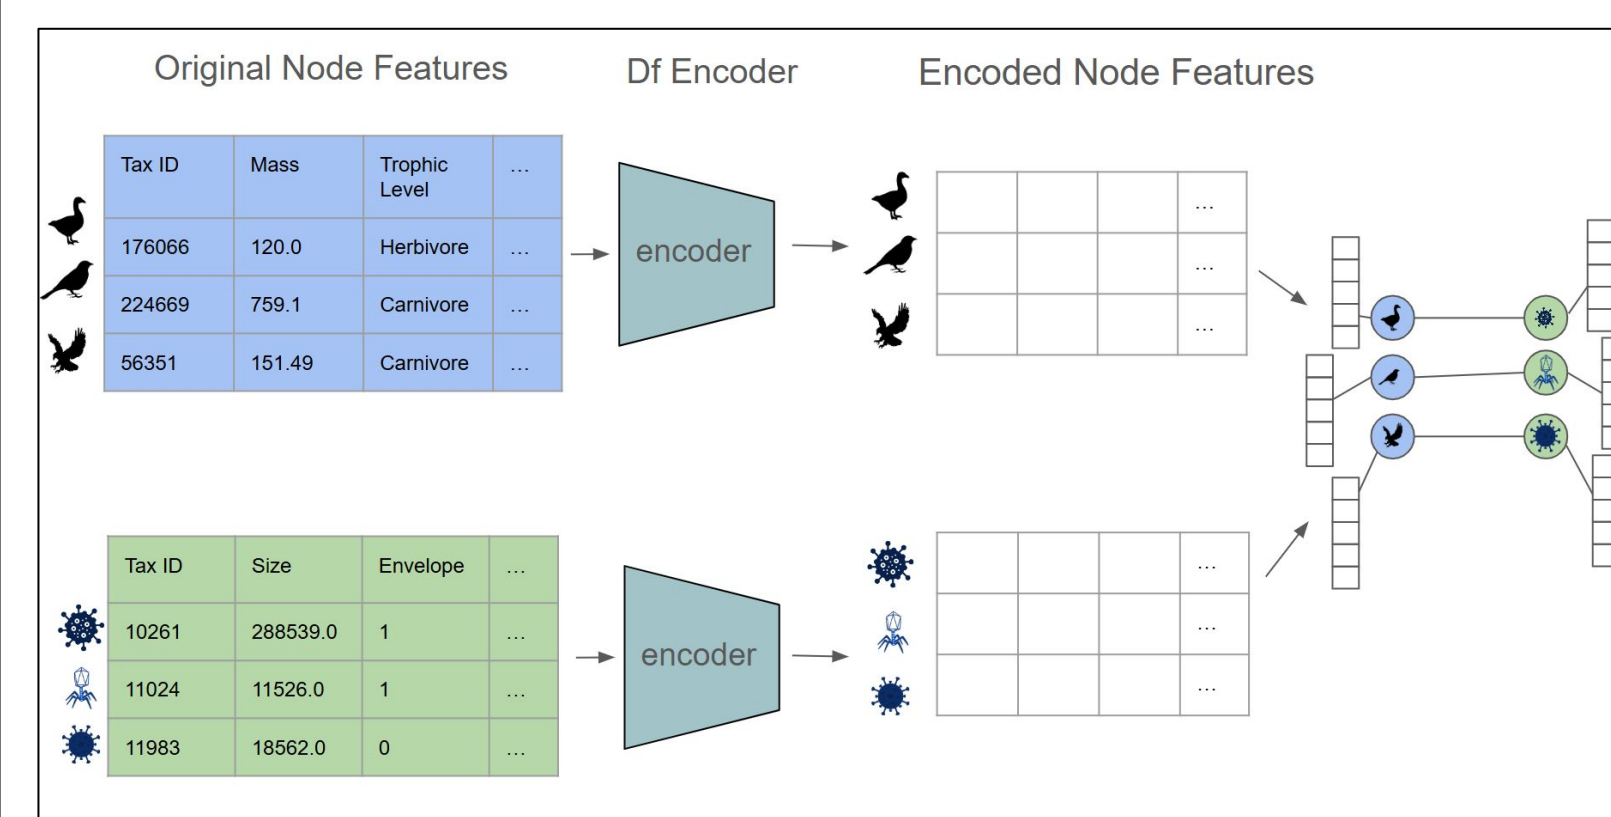 Original Node Features
Df Encoder
Encoded Node Features
Tax ID
Mass
Trophic
Level
...
176066
120.0
Herbivore
...
224669
759.1
Carnivore
...
56351
151.49
Carnivore
...
encoder
...
...
...
Tax ID
Size
Envelope
...
10261
288539.0
1
...
11024
11526.0
1
...
11983
18562.0
0
...
encoder
...
...
...